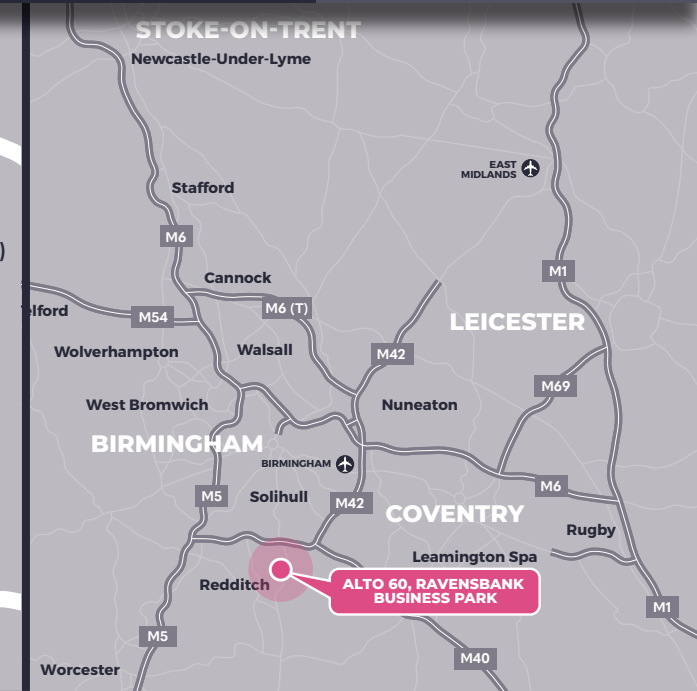 STOKE-ON-TRENT
Newcastle-Under-Lyme
EAST
MIDLANDS
Stafford
)
M6
M1
Cannock
elford
M6 (T)
M54
LEICESTER
Wolverhampton
Walsall
M42
M69
West Bromwich
Nuneaton
BIRMINGHAM
BIRMINGHAM
M5
Solihull
M42
M6
COVENTRY
Rugby
Leamington Spa
Redditch
ALTO 60, RAVENSBANK
BUSINESS PARK
M1
M5
M40
Worcester